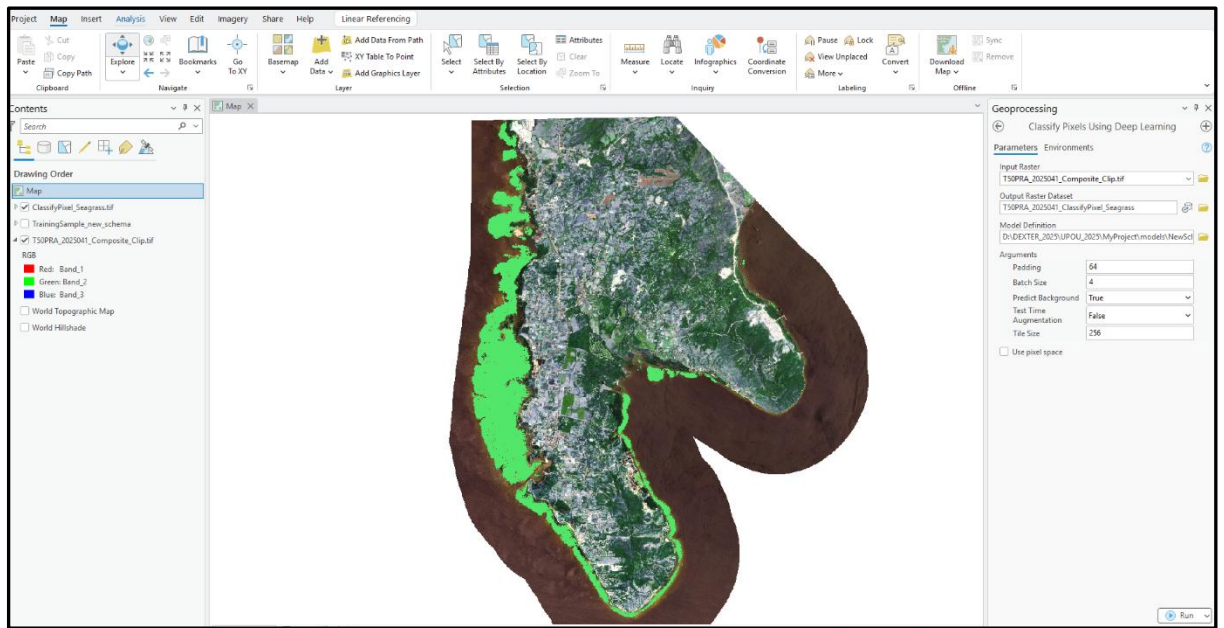 Project Map Insert Analysis View Edit Imagery Share Help Linear Referencing
Paste
Cut
Copy
Copy Path
Clipboard
Explore
Bookmarks
Go To XY
Navigate
Basemap
Add Data
Add Data From Path
XY Table To Point
Add Graphics Layer
Layer
Select
Select By Attributes
Select By Location
Attributes
Clear
Zoom To
Selection
Measure
Locate
Infographics
Coordinate Conversion
Inquiry
Pause Lock
View Unplaced
More
Convert
Labeling
Download Map
Sync
Remove
Offline
Contents
Search
Drawing Order
Map
ClassifyPixel_Seagrass.tif
TrainingSample_new_schema
T50PRA_2025041_Composite_Clip.tif
RGB
Red: Band_1
Green: Band_2
Blue: Band_3
World Topographic Map
World Hillshade
Map
Geoprocessing
Classify Pixels Using Deep Learning
Parameters Environments
Input Raster
T50PRA_2025041_Composite_Clip.tif
Output Raster Dataset
T50PRA_2025041_ClassifyPixel_Seagrass
Model Definition
D:\DEXTER_2025\UPOU_2025\MyProject\models\NewScl
Arguments
Padding 64
Batch Size 4
Predict Background True
Test Time Augmentation False
Tile Size 256
Use pixel space
Run